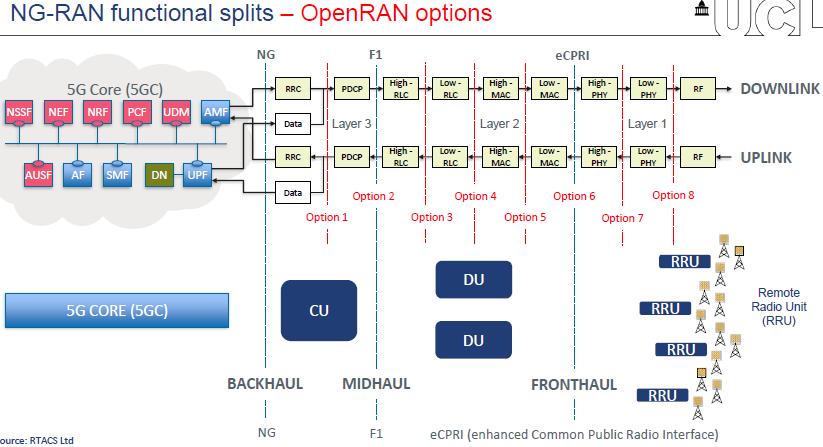 NG-RAN functional splits – OpenRAN options
UCL
NG
F1
eCPRI
5G Core (5GC)
NSSF
NEF
NRF
PCF
UDM
AMF
AUSF
AF
SMF
DN
UPF
RRC
PDCP
High -
RLC
Low -
RLC
High -
MAC
Low -
MAC
High -
PHY
Low -
PHY
RF
DOWNLINK
Data
Layer 3
Layer 2
Layer 1
RRC
PDCP
High -
RLC
Low -
RLC
High -
MAC
Low -
MAC
High -
PHY
Low -
PHY
RF
UPLINK
Data
Option 1
Option 2
Option 3
Option 4
Option 5
Option 6
Option 7
Option 8
5G CORE (5GC)
CU
DU
DU
RRU
RRU
RRU
RRU
Remote
Radio Unit
(RRU)
BACKHAUL
MIDHAUL
FRONTHAUL
NG
F1
eCPRI (enhanced Common Public Radio Interface)
ource: RTACS Ltd